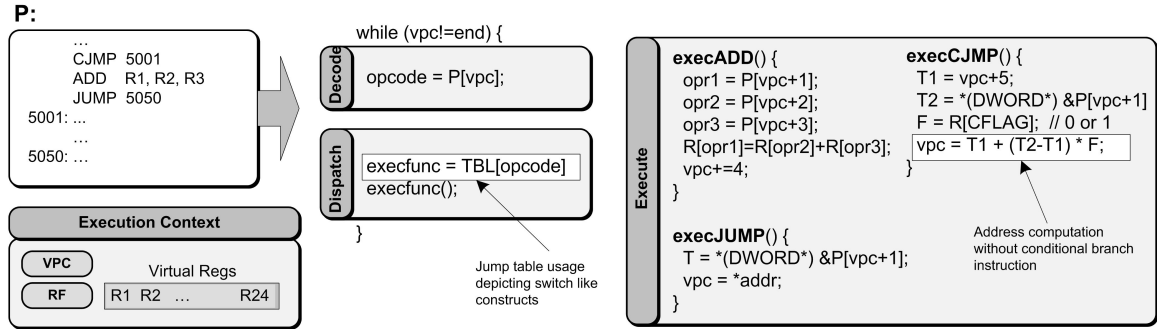 P:
…
CJMP 5001
ADD R1, R2, R3
JUMP 5050
5001: ...
…
5050: …
Execution Context
VPC
RF
Virtual Regs
R1 R2 … R24
while (vpc!=end) {
Decode
opcode = P[vpc];
Dispatch
execfunc = TBL[opcode]
execfunc();
}
Jump table usage
depicting switch like
constructs
Execute
execADD() {
opr1 = P[vpc+1];
opr2 = P[vpc+2];
opr3 = P[vpc+3];
R[opr1]=R[opr2]+R[opr3];
vpc+=4;
}
execJUMP() {
T = *(DWORD*) &P[vpc+1];
vpc = *addr;
}
execCJMP() {
T1 = vpc+5;
T2 = *(DWORD*) &P[vpc+1]
F = R[CFLAG]; // 0 or 1
vpc = T1 + (T2-T1) * F;
}
Address computation
without conditional branch
instruction